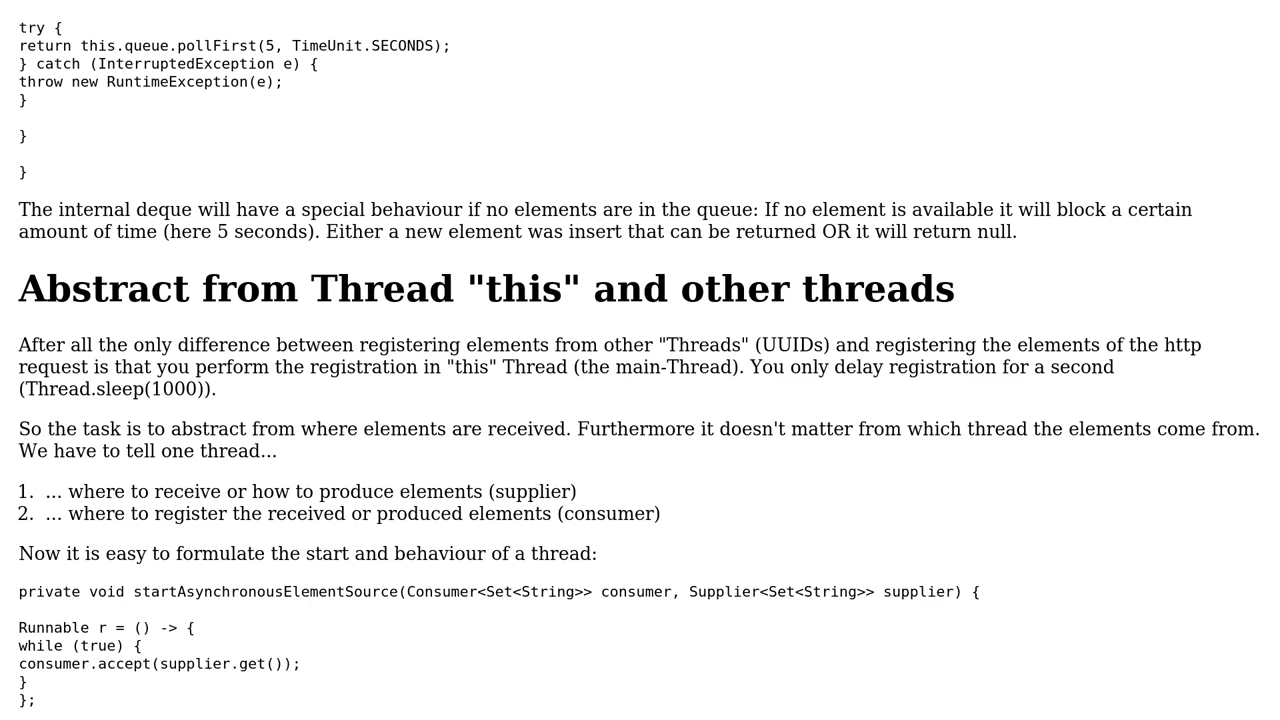 try {
return this.queue.pollFirst(5, TimeUnit.SECONDS);
} catch (InterruptedException e) {
throw new RuntimeException(e);
}
}
}
The internal deque will have a special behaviour if no elements are in the queue: If no element is available it will block a certain
amount of time (here 5 seconds). Either a new element was insert that can be returned OR it will return null.
Abstract from Thread "this" and other threads
After all the only difference between registering elements from other "Threads" (UUIDs) and registering the elements of the http
request is that you perform the registration in "this" Thread (the main-Thread). You only delay registration for a second
(Thread.sleep(1000)).
So the task is to abstract from where elements are received. Furthermore it doesn't matter from which thread the elements come from.
We have to tell one thread...
1. ... where to receive or how to produce elements (supplier)
2. ... where to register the received or produced elements (consumer)
Now it is easy to formulate the start and behaviour of a thread:
private void startAsynchronousElementSource(Consumer<Set<String>> consumer, Supplier<Set<String>> supplier) {
Runnable r = () -> {
while (true) {
consumer.accept(supplier.get());
}
};